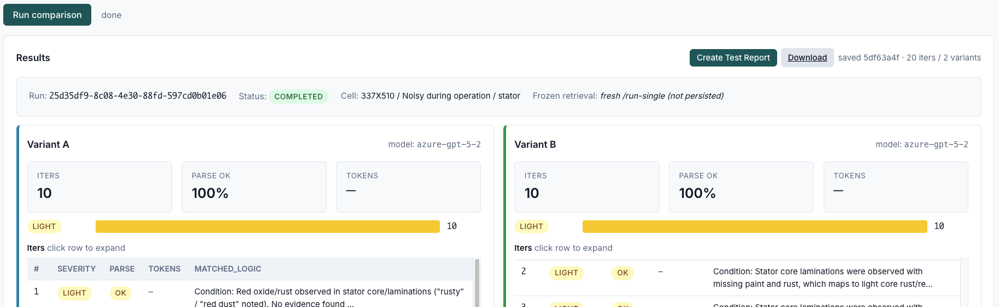 Run comparison done
Results Create Test Report Download saved 5df63a4f · 20 iters / 2 variants
Run: 25d35df9-8c08-4e30-88fd-597cd0b01e06 Status: COMPLETED Cell: 337X510 / Noisy during operation / stator Frozen retrieval: fresh /run-single (not persisted)
Variant A model: azure-gpt-5-2
ITERS PARSE OK TOKENS
10 100% —
LIGHT 10
Iters click row to expand
# SEVERITY PARSE TOKENS MATCHED_LOGIC
1 LIGHT OK – Condition: Red oxide/rust observed in stator core/laminations ("rusty"
/ "red dust" noted). No evidence found ...
Variant B model: azure-gpt-5-2
ITERS PARSE OK TOKENS
10 100% —
LIGHT 10
Iters click row to expand
2 LIGHT OK – Condition: Stator core laminations were observed with
missing paint and rust, which maps to light core rust/re...
3 LIGHT OK Condition: Stator core laminations were observed with